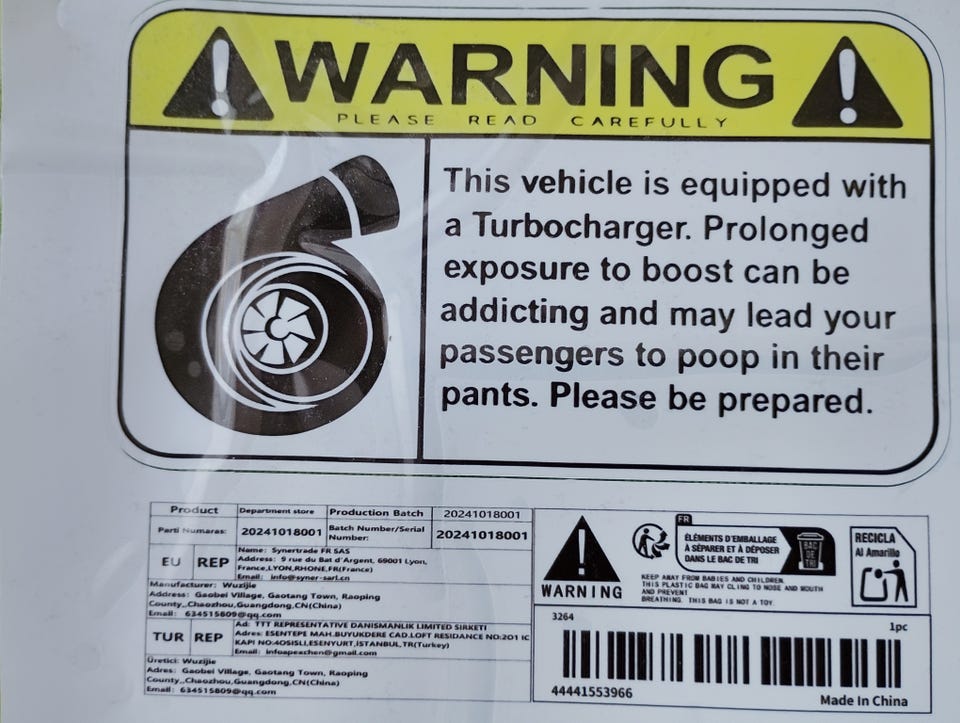 WARNING
PLEASE READ CAREFULLY
This vehicle is equipped with
a Turbocharger. Prolonged
exposure to boost can be
addicting and may lead your
passengers to poop in their
pants. Please be prepared.
Product Department store Production Batch 20241018001
Parti Numarası: 20241018001 Batch Number/Serial Number: 20241018001
EU REP
Name: Synertrade FR SAS
Address: 9 rue du Bat d'Argent, 69001 Lyon,
France,LYON,RHONE,FR(France)
Email: info@syner-sarl.cn
Manufacturer: Wuzijie
Address: Gaobei Village, Gaotang Town, Raoping
County,,Chaozhou,Guangdong,CN(China)
Email: 634515809@qq.com
TUR REP
Ad: TTT REPRESENTATIVE DANISMANLIK LIMITED SIRKETI
Adres: ESENTEPE MAH.BUYUKDERE CAD.LOFT RESIDANCE NO:201 IC
KAPI NO:40SISLI,ESENYURT,İSTANBUL,TR(Turkey)
Email: infoapeachen@gmail.com
Üretici: Wuzijie
Adres: Gaobei Village, Gaotang Town, Raoping
County,,Chaozhou,Guangdong,CN(China)
Email: 634515809@qq.com
WARNING
FR
ÉLÉMENTS D'EMBALLAGE
À SÉPARER ET À DÉPOSER
DANS LE BAC DE TRI
BAC
DE
TRI
RECICLA
Al Amarillo
KEEP AWAY FROM BABIES AND CHILDREN.
THIS PLASTIC BAG MAY CLING TO NOSE AND MOUTH
AND PREVENT
BREATHING. THIS BAG IS NOT A TOY
3264
1pc
44441553966
Made In China